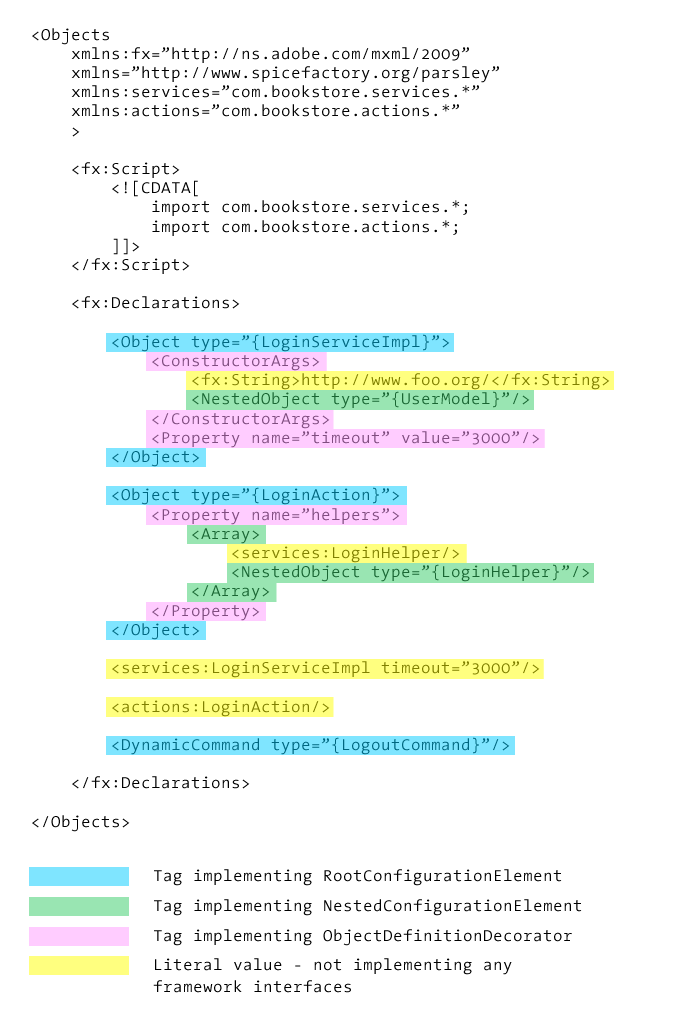 <Objects
xmlns:fx=”http://ns.adobe.com/mxml/2009”
xmlns=”http://www.spicefactory.org/parsley”
xmlns:services=”com.bookstore.services.*”
xmlns:actions=”com.bookstore.actions.*”
>
<fx:Script>
<![CDATA[
import com.bookstore.services.*;
import com.bookstore.actions.*;
]]>
</fx:Script>
<fx:Declarations>
<Object type=”{LoginServiceImpl}”>
<ConstructorArgs>
<fx:String>http://www.foo.org/</fx:String>
<NestedObject type=”{UserModel}”/>
</ConstructorArgs>
<Property name=”timeout” value=”3000”/>
</Object>
<Object type=”{LoginAction}”>
<Property name=”helpers”>
<Array>
<services:LoginHelper/>
<NestedObject type=”{LoginHelper}”/>
</Array>
</Property>
</Object>
<services:LoginServiceImpl timeout=”3000”/>
<actions:LoginAction/>
<DynamicCommand type=”{LogoutCommand}”/>
</fx:Declarations>
</Objects>
Tag implementing RootConfigurationElement
Tag implementing NestedConfigurationElement
Tag implementing ObjectDefinitionDecorator
Literal value - not implementing any
framework interfaces